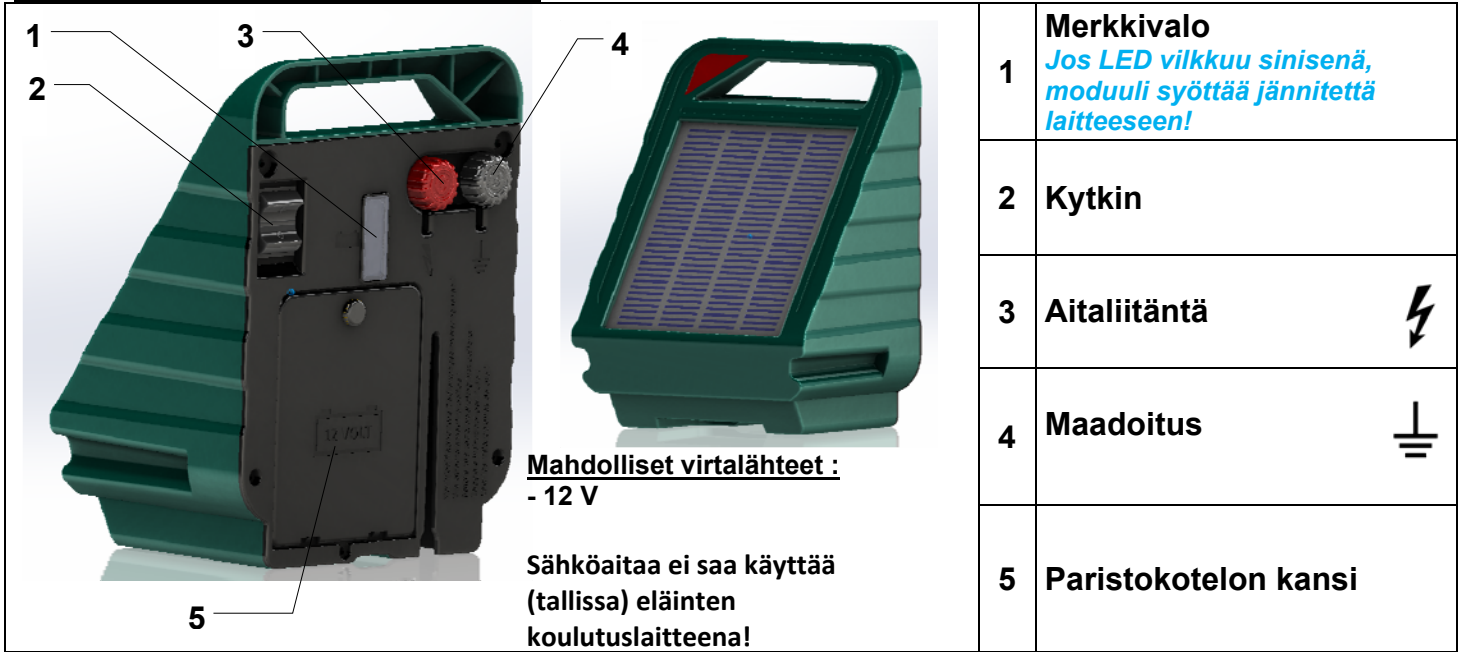 1
2
3
4
5
12 VOLT
Mahdolliset virtalähteet :
- 12 V
Sähköaitaa ei saa käyttää
(tallissa) eläinten
koulutuslaitteena!
1
Merkkivalo
Jos LED vilkkuu sinisenä,
moduuli syöttää jännitettä
laitteeseen!
2 Kytkin
3 Aitaliitäntä
4 Maadoitus
5 Paristokotelon kansi